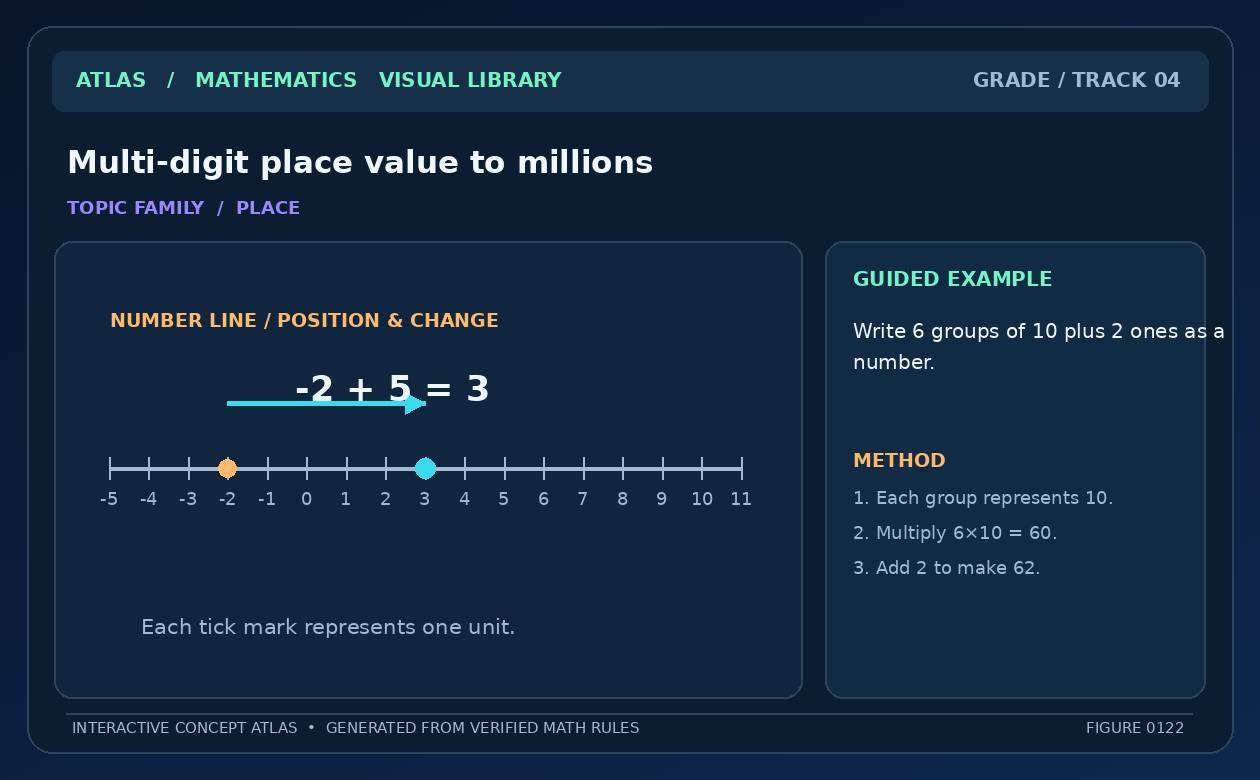 ATLAS / MATHEMATICS VISUAL LIBRARY
GRADE / TRACK 04
Multi-digit place value to millions
TOPIC FAMILY / PLACE
NUMBER LINE / POSITION & CHANGE
-2 + 5 = 3
-5 -4 -3 -2 -1 0 1 2 3 4 5 6 7 8 9 10 11
Each tick mark represents one unit.
GUIDED EXAMPLE
Write 6 groups of 10 plus 2 ones as a
number.
METHOD
1. Each group represents 10.
2. Multiply 6×10 = 60.
3. Add 2 to make 62.
INTERACTIVE CONCEPT ATLAS • GENERATED FROM VERIFIED MATH RULES
FIGURE 0122